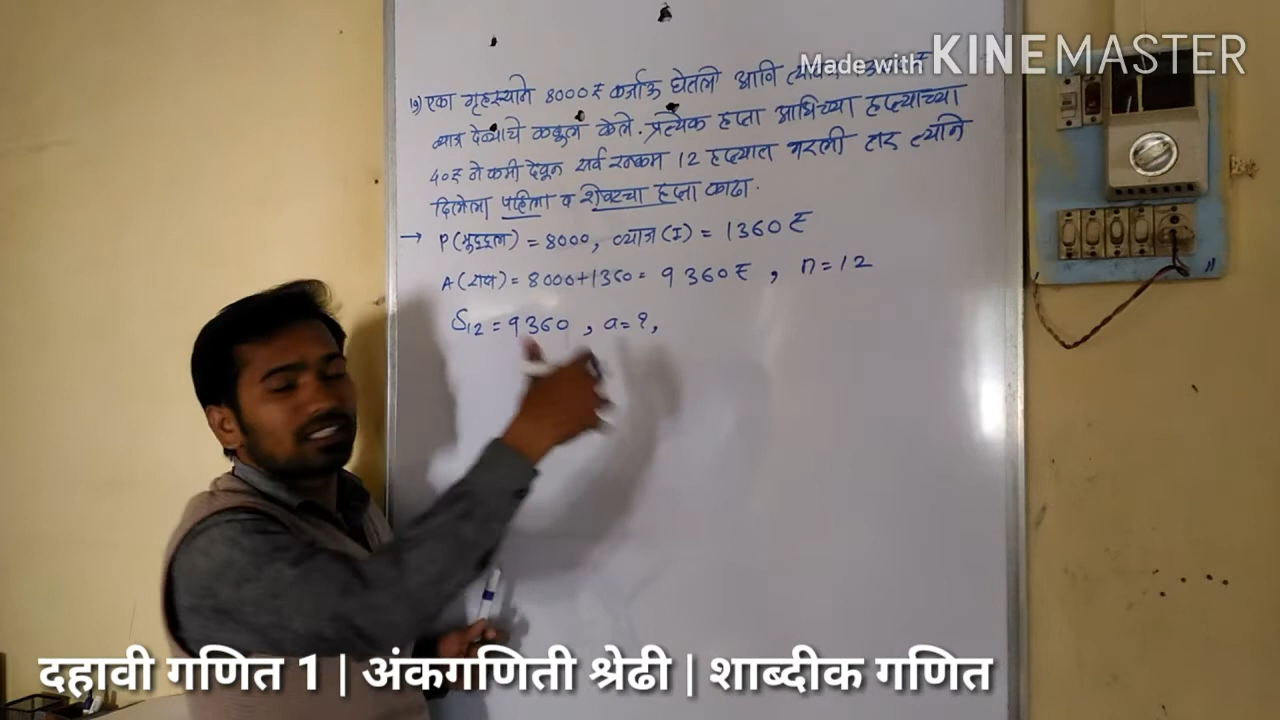 Made with KINEMASTER
७) एका गृहस्थाने 8000₹ कर्जाऊ घेतले आणि त्यावर
व्याज देण्याचे कबूल केले. प्रत्येक हप्ता आधिच्या हप्त्याच्या
40₹ ने कमी देवून सर्व रक्कम 12 हप्त्यात भरली तर त्याने
दिलेला पहिला व शेवटचा हप्ता काढा.
→ P(मुद्दल) = 8000, व्याज(I) = 1360₹
A(राश) = 8000+1360 = 9360₹, n=12
S12 = 9360, a=?,
दहावी गणित 1 | अंकगणिती श्रेढी | शाब्दीक गणित